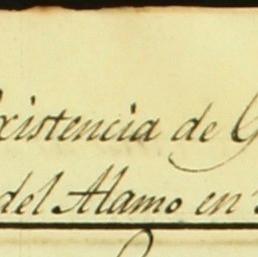 xistencia de G
del Alamo en